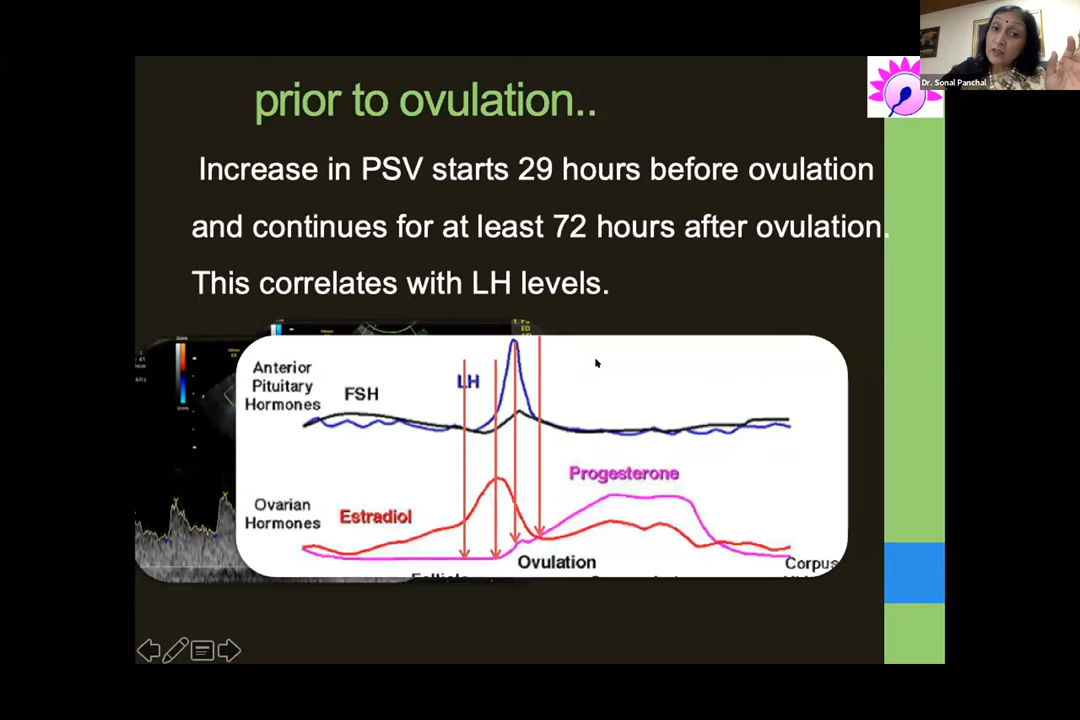 Dr. Sonal Panchal
prior to ovulation..
Increase in PSV starts 29 hours before ovulation
and continues for at least 72 hours after ovulation.
This correlates with LH levels.
Anterior
Pituitary
Hormones
FSH
LH
Progesterone
Ovarian
Hormones
Estradiol
Ovulation
Corpus